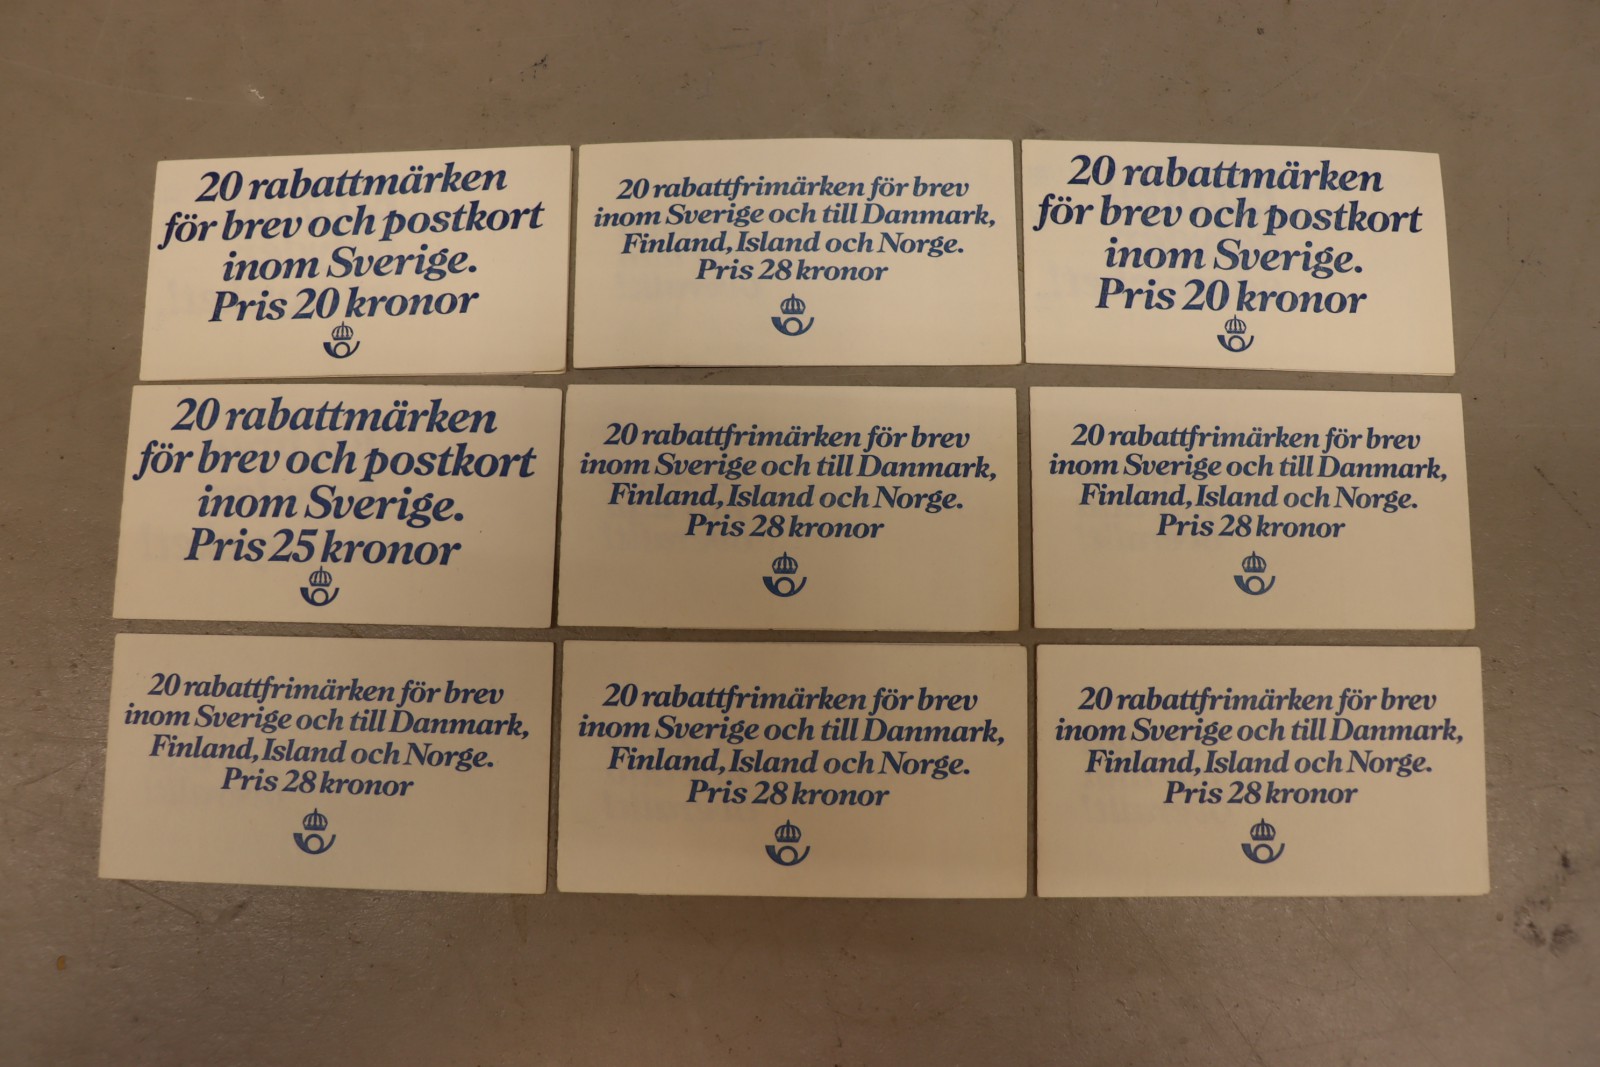 20 rabattmärken
för brev och postkort
inom Sverige.
Pris 20 kronor
20 rabattfrimärken för brev
inom Sverige och till Danmark,
Finland, Island och Norge.
Pris 28 kronor
20 rabattmärken
för brev och postkort
inom Sverige.
Pris 20 kronor
20 rabattmärken
för brev och postkort
inom Sverige.
Pris 25 kronor
20 rabattfrimärken för brev
inom Sverige och till Danmark,
Finland, Island och Norge.
Pris 28 kronor
20 rabattfrimärken för brev
inom Sverige och till Danmark,
Finland, Island och Norge.
Pris 28 kronor
20 rabattfrimärken för brev
inom Sverige och till Danmark,
Finland, Island och Norge.
Pris 28 kronor
20 rabattfrimärken för brev
inom Sverige och till Danmark,
Finland, Island och Norge.
Pris 28 kronor
20 rabattfrimärken för brev
inom Sverige och till Danmark,
Finland, Island och Norge.
Pris 28 kronor